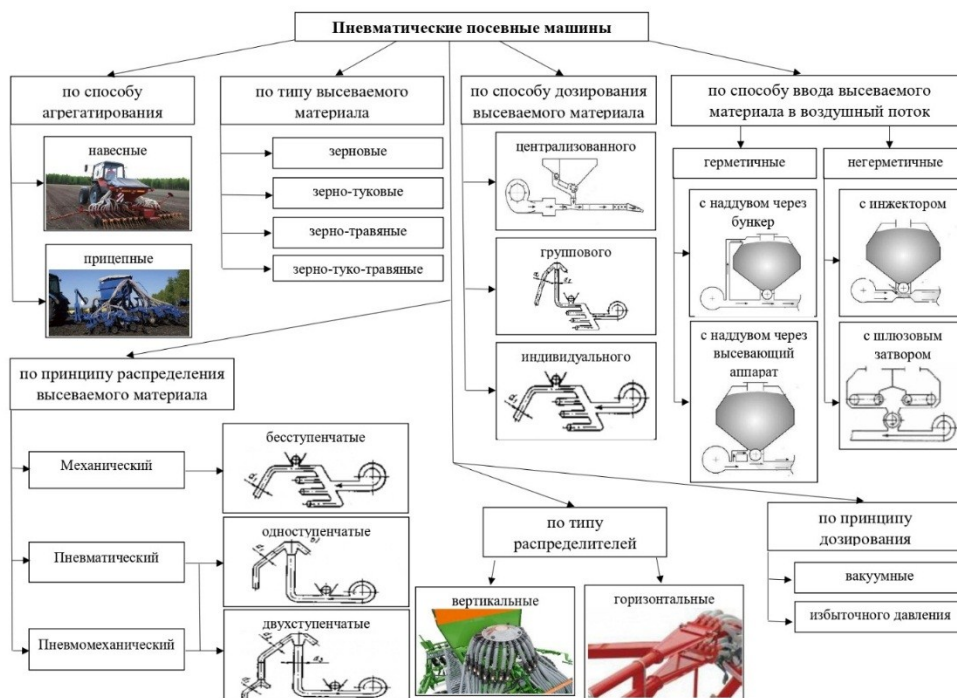 Пневматические посевные машины
по способу
агрегатирования
навесные
прицепные
по типу высеваемого
материала
зерновые
зерно-туковые
зерно-травяные
зерно-туко-травяные
по способу дозирования
высеваемого материала
централизованного
группового
индивидуального
по способу ввода высеваемого
материала в воздушный поток
герметичные
с наддувом через
бункер
с наддувом через
высевающий
аппарат
негерметичные
с инжектором
с шлюзовым
затвором
по принципу распределения
высеваемого материала
Механический
Пневматический
Пневмомеханический
бесступенчатые
одноступенчатые
двухступенчатые
по типу
распределителей
вертикальные
горизонтальные
по принципу
дозирования
вакуумные
избыточного давления